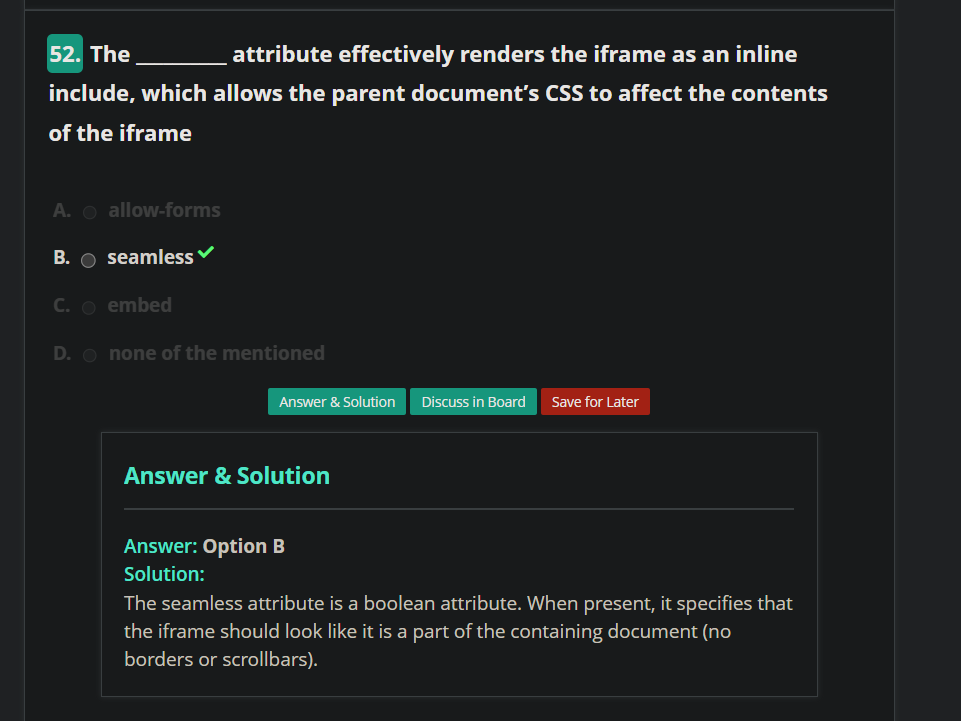 52. The _________ attribute effectively renders the iframe as an inline
include, which allows the parent document’s CSS to affect the contents
of the iframe
A. allow-forms
B. seamless
C. embed
D. none of the mentioned
Answer & Solution Discuss in Board Save for Later
Answer & Solution
Answer: Option B
Solution:
The seamless attribute is a boolean attribute. When present, it specifies that
the iframe should look like it is a part of the containing document (no
borders or scrollbars).